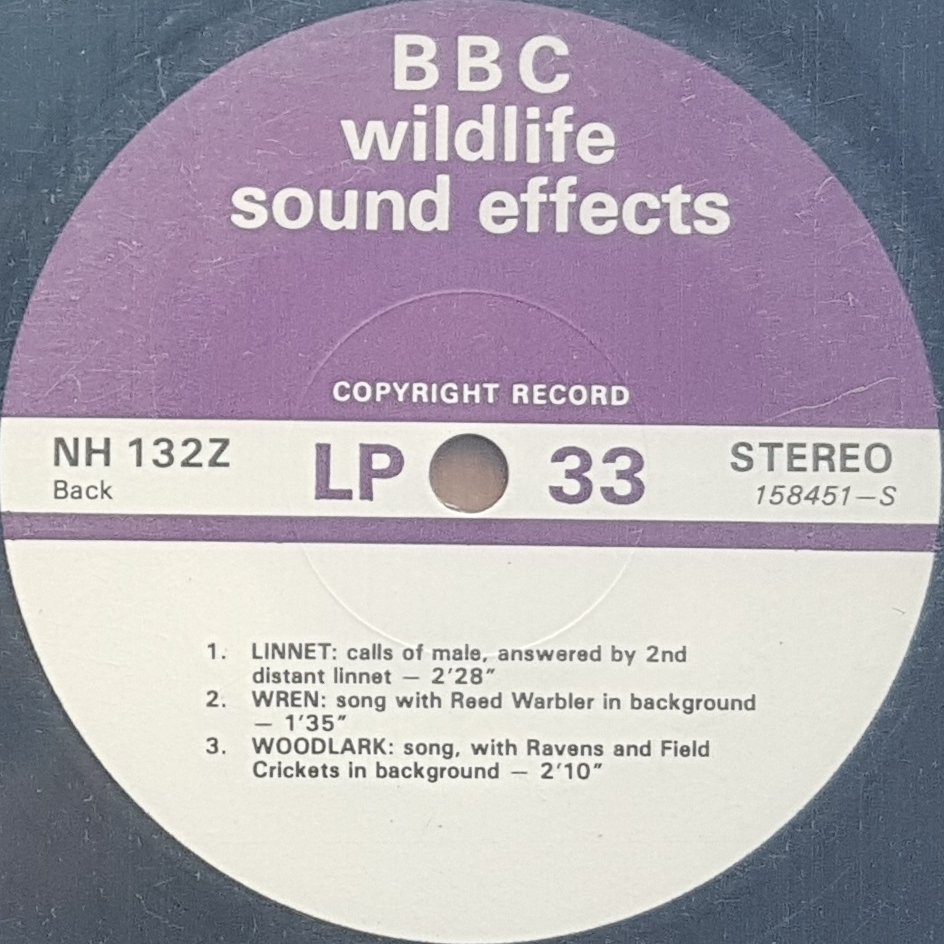 BBC
wildlife
sound effects
COPYRIGHT RECORD
NH 132Z
Back
LP 33
STEREO
158451—S
1. LINNET: calls of male, answered by 2nd
distant linnet — 2'28"
2. WREN: song with Reed Warbler in background
— 1'35"
3. WOODLARK: song, with Ravens and Field
Crickets in background — 2'10"